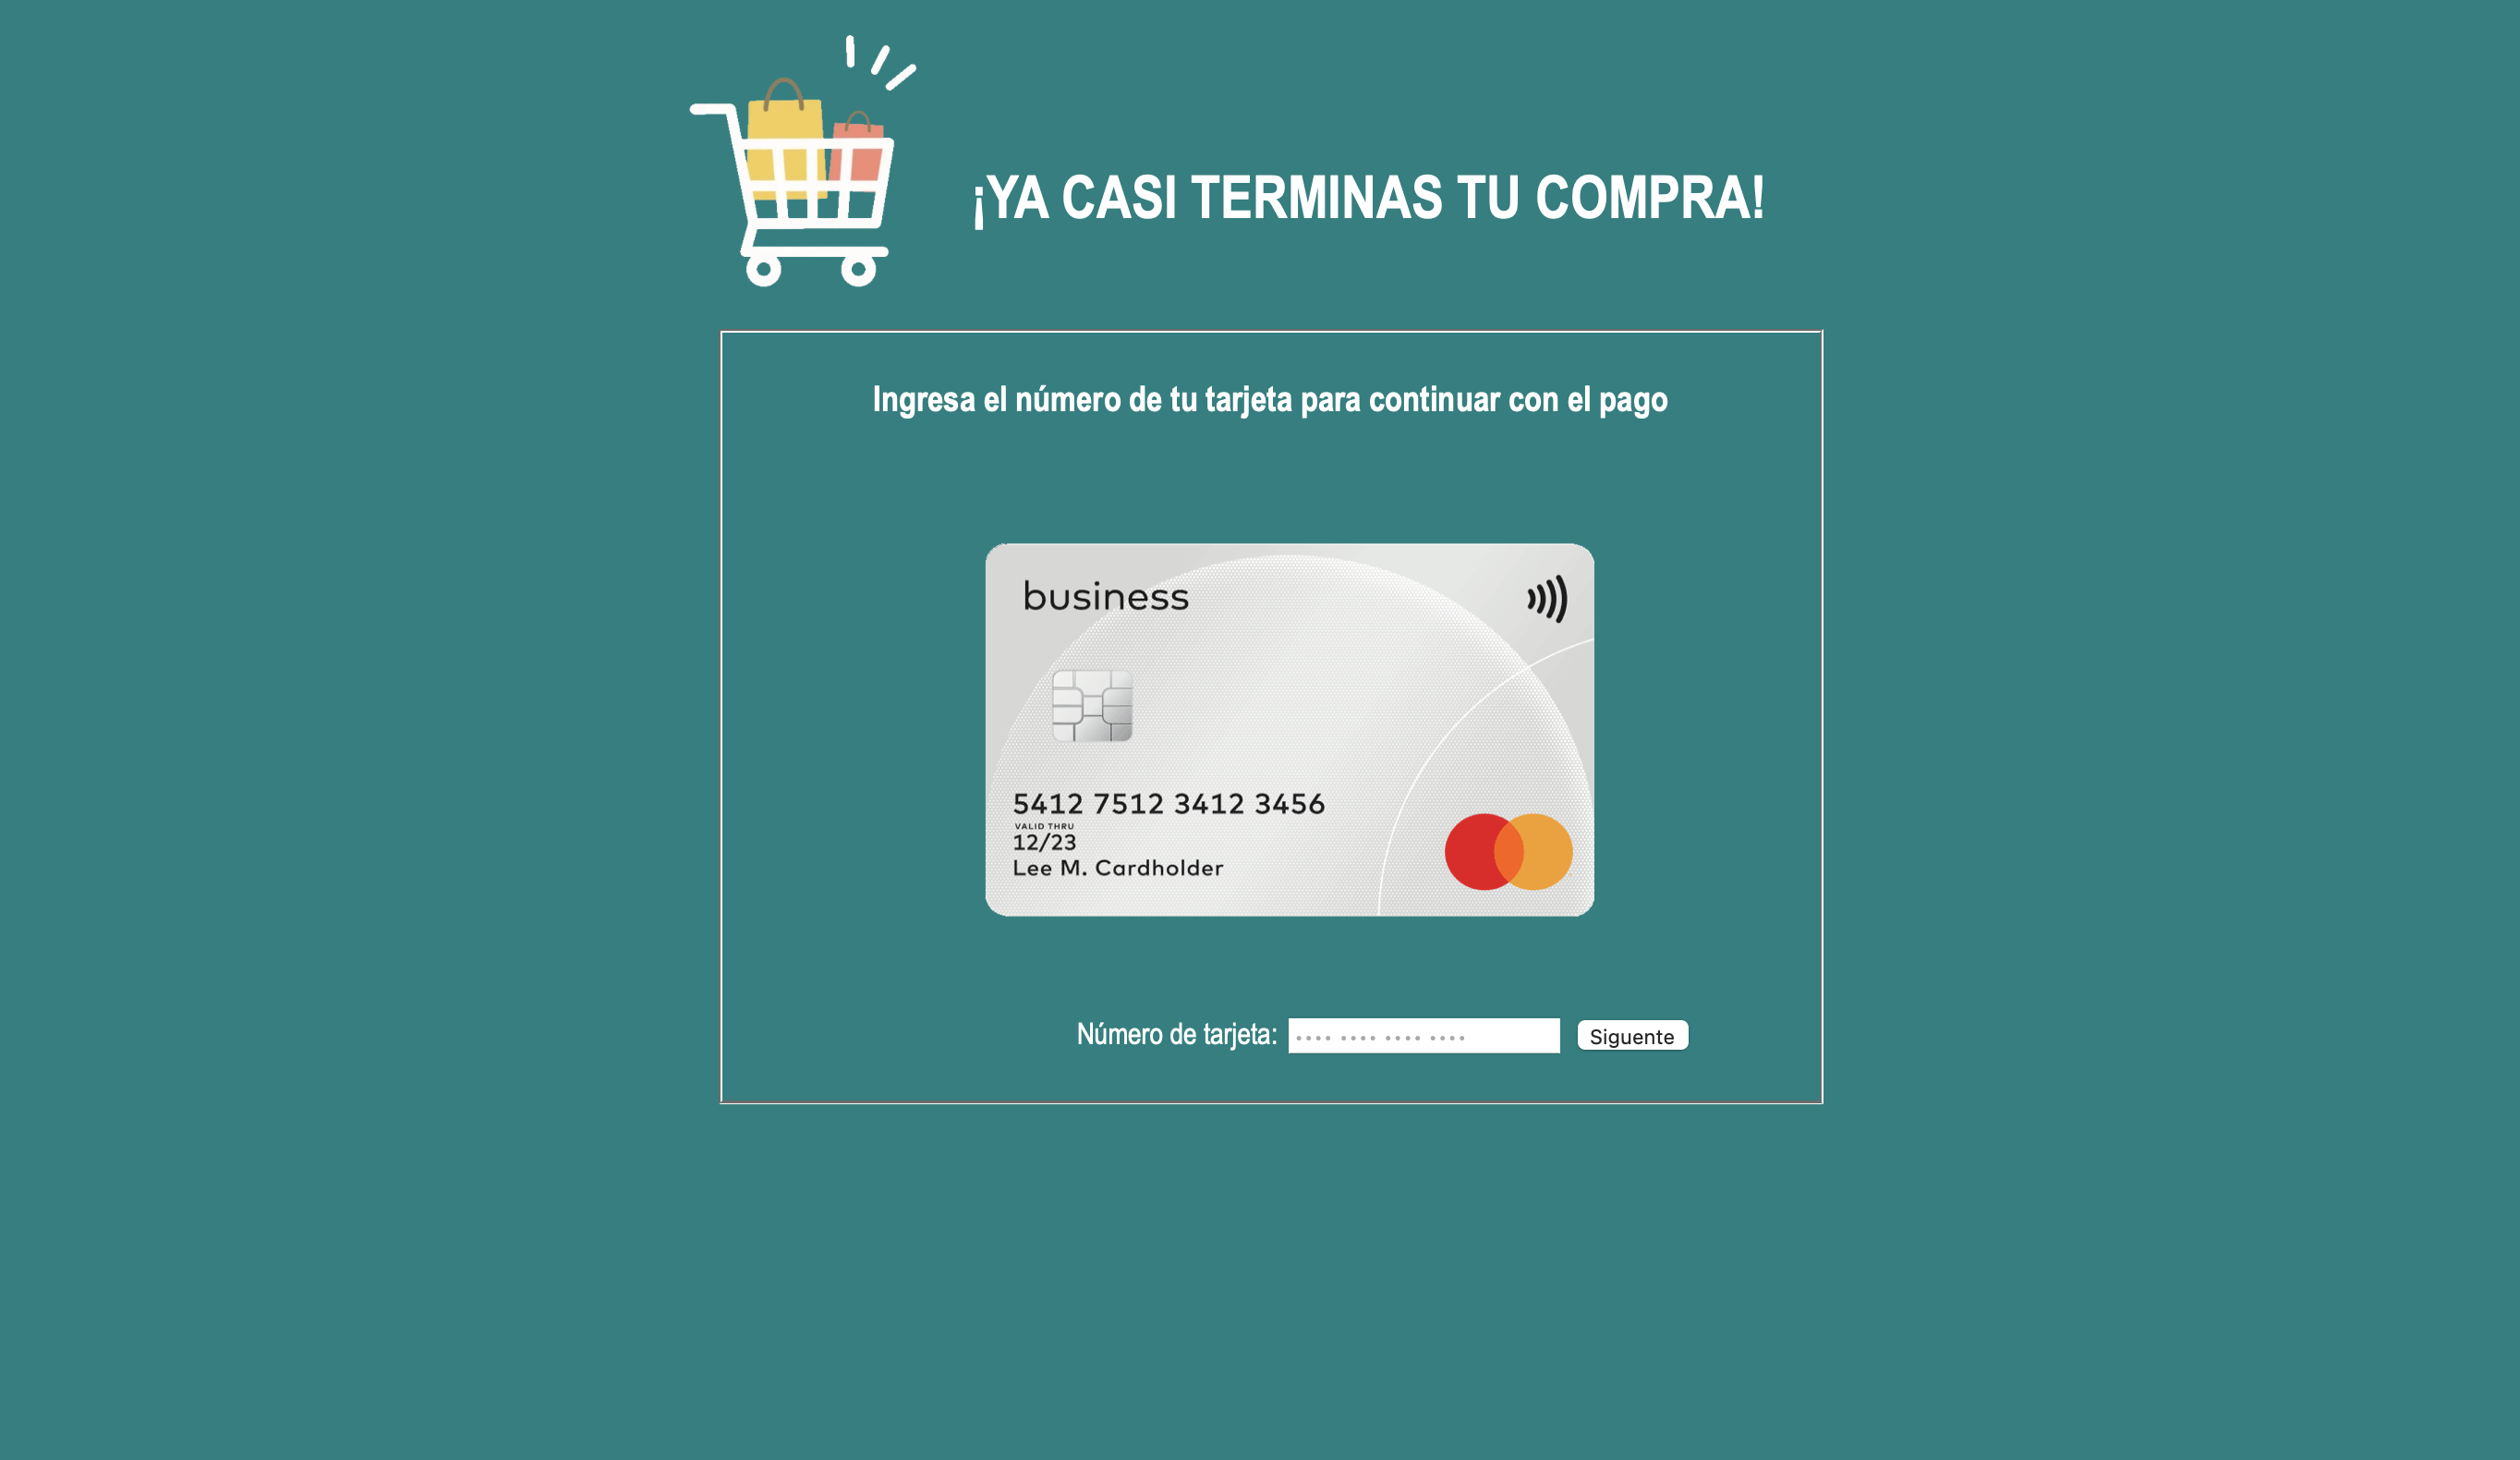 ¡YA CASI TERMINAS TU COMPRA!
Ingresa el número de tu tarjeta para continuar con el pago
business
5412 7512 3412 3456
VALID THRU
12/23
Lee M. Cardholder
Número de tarjeta: •••• •••• •••• •••• Siguente